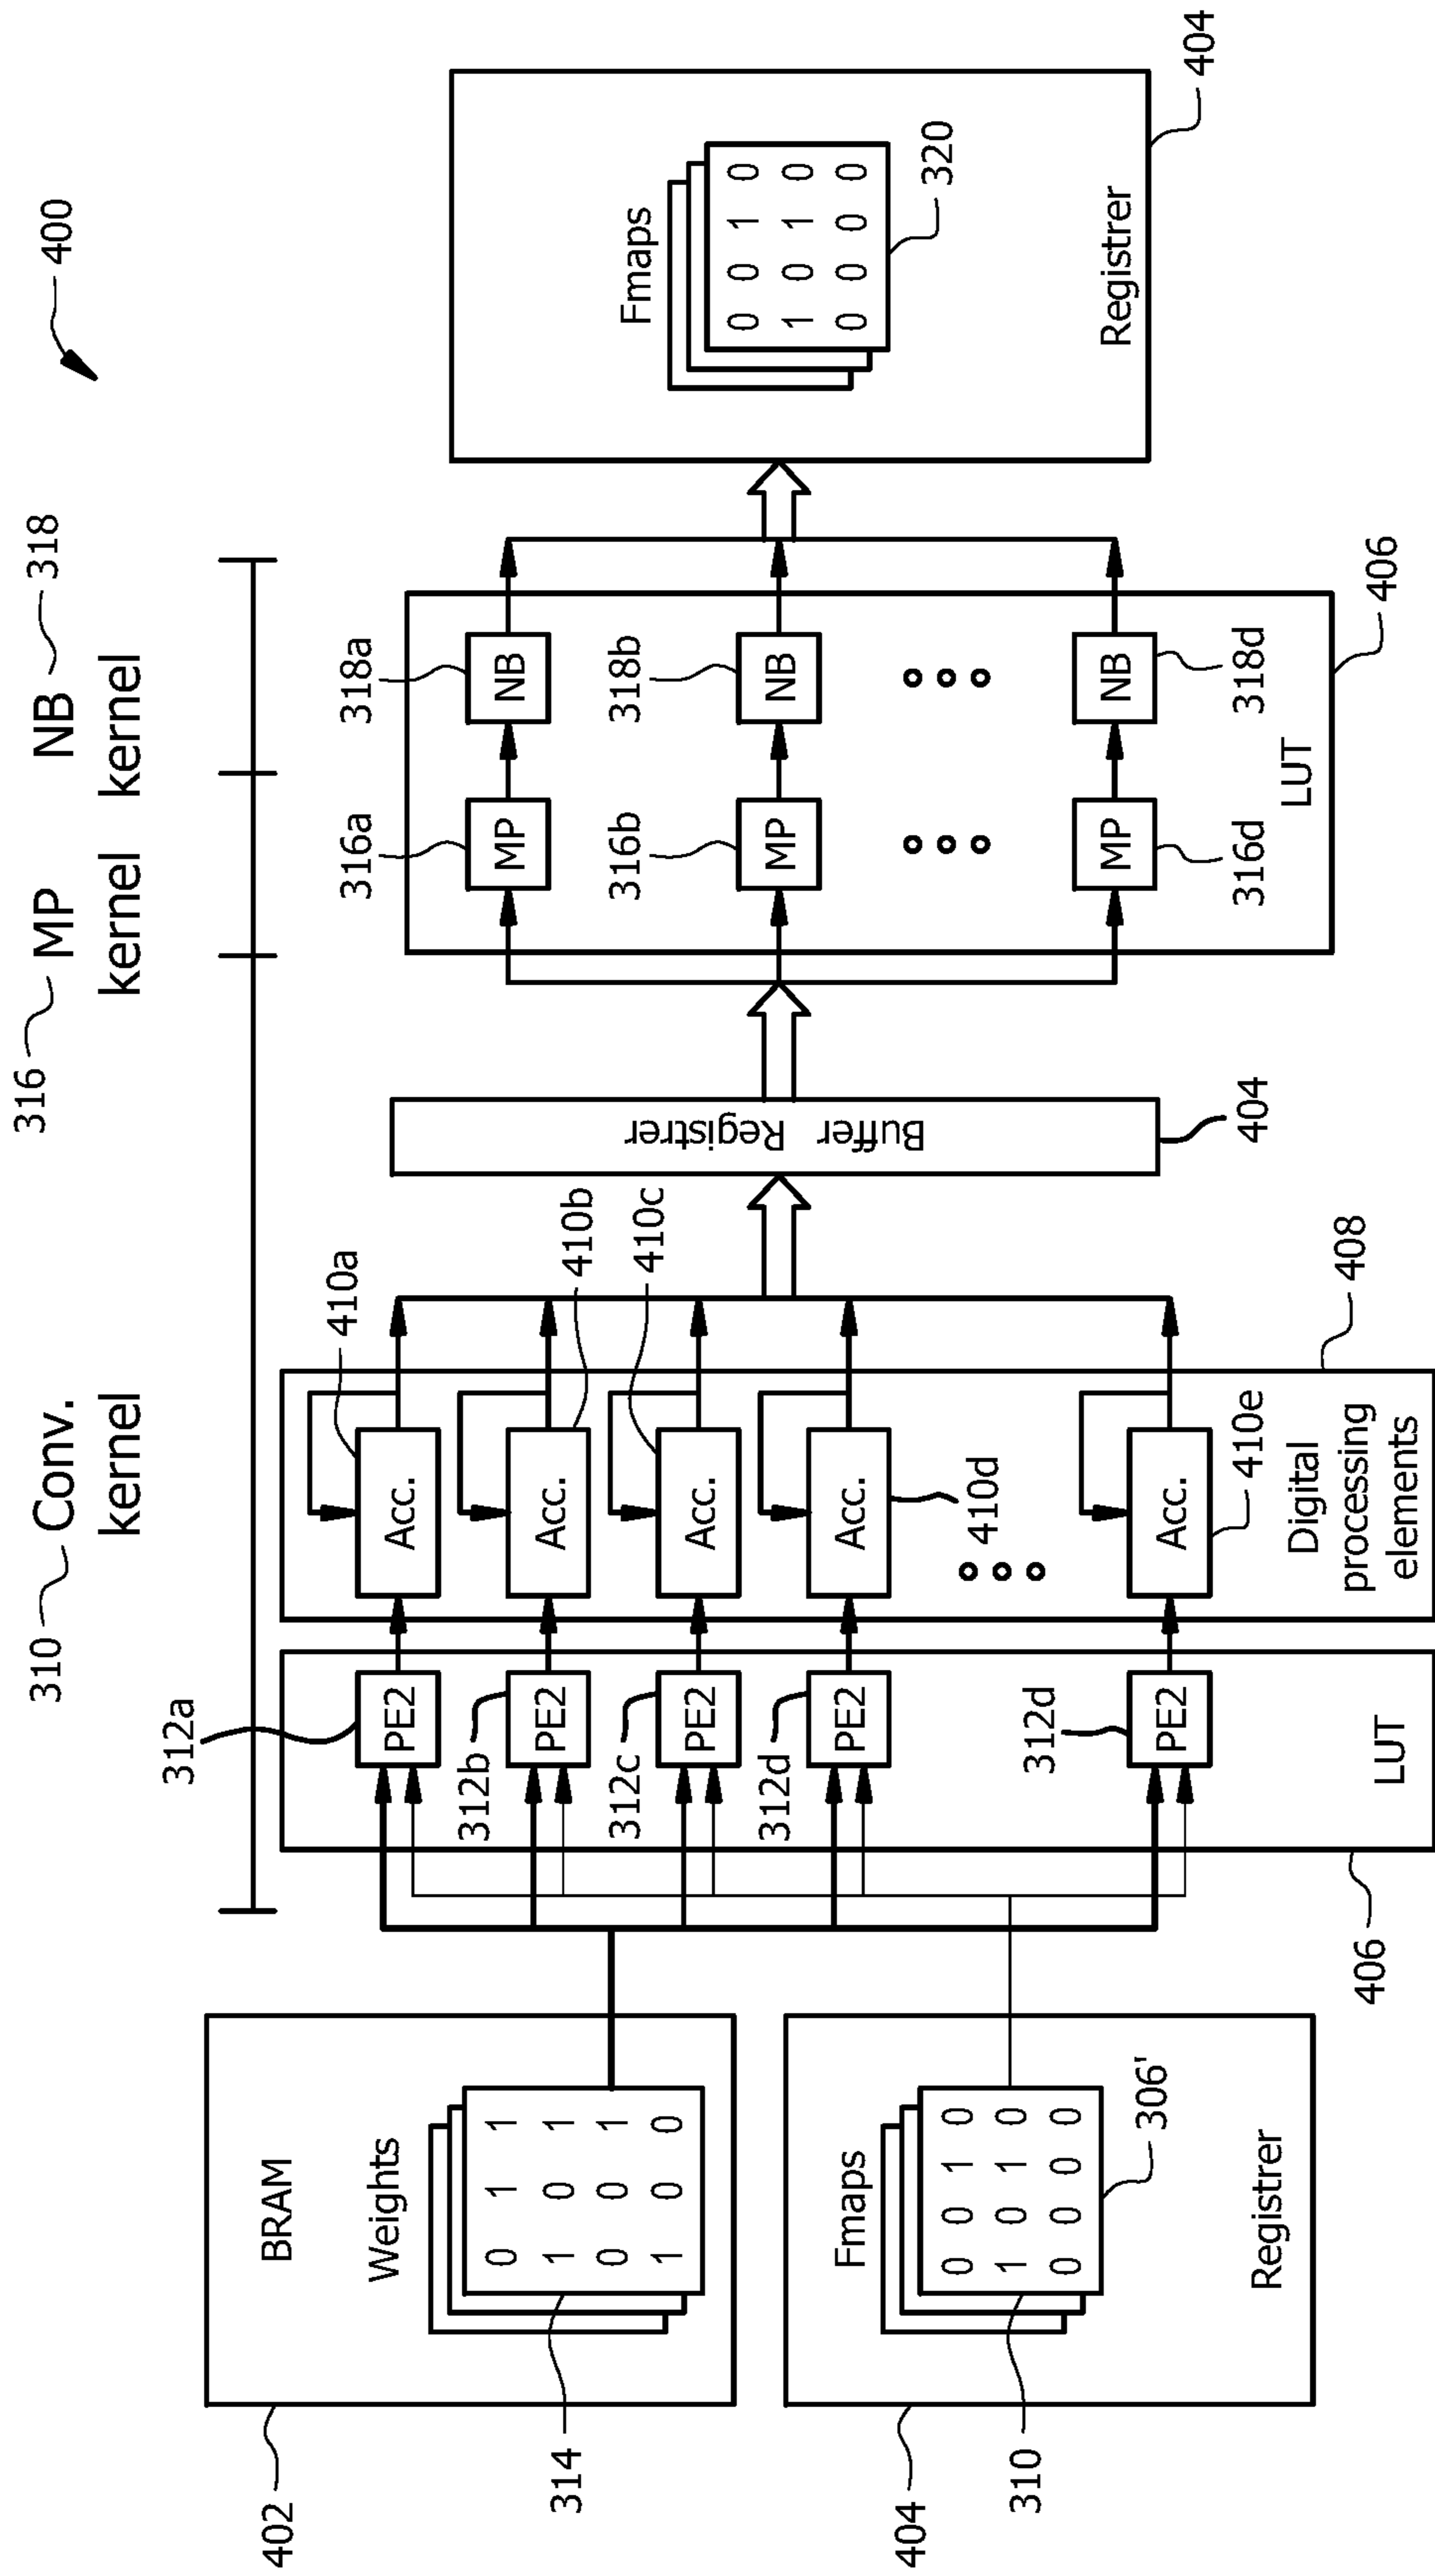 400
310 Conv. kernel
316 MP kernel
NB 318 kernel
402
BRAM
Weights
0 1 1
1 0 1
0 0 1
1 0 0
314
404
Fmaps
0 0 1 0
1 0 1 0
0 0 0 0
310
306'
Registrer
312a
PE2
312b
PE2
312c
PE2
312d
PE2
312d
PE2
LUT
406
410a
Acc.
410b
Acc.
410c
Acc.
410d
Acc.
410e
Acc.
Digital
processing
elements
408
Buffer Registrer
404
316a
MP
318a
NB
316b
MP
318b
NB
316d
MP
318d
NB
LUT
406
Fmaps
0 0 1 0
1 0 1 0
0 0 0 0
320
Registrer
404